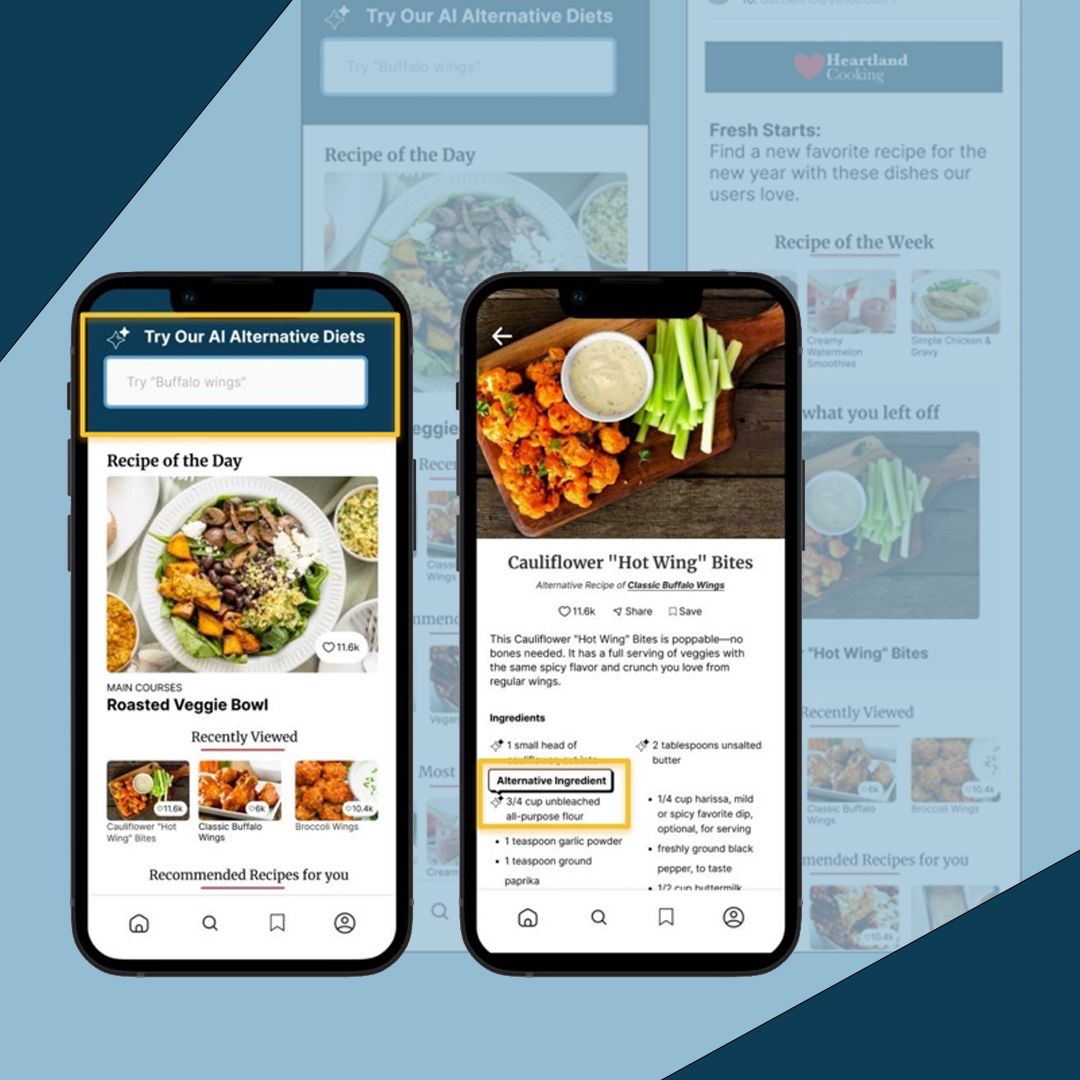 Try Our AI Alternative Diets
Try "Buffalo wings"
Recipe of the Day
Heartland
Cooking
Fresh Starts:
Find a new favorite recipe for the
new year with these dishes our
users love.
Recipe of the Week
Creamy
Watermelon
Smoothies
Simple Chicken &
Gravy
what you left off
"Hot Wing" Bites
Recently Viewed
6k
10.4k
Classic Buffalo
Wings
Broccoli Wings
mended Recipes for you
10.4k
Try Our AI Alternative Diets
Try "Buffalo wings"
Recipe of the Day
11.6k
MAIN COURSES
Roasted Veggie Bowl
Recently Viewed
11.6k
6k
10.4k
Cauliflower "Hot
Wing" Bites
Classic Buffalo
Wings
Broccoli Wings
Recommended Recipes for you
Cauliflower "Hot Wing" Bites
Alternative Recipe of Classic Buffalo Wings
11.6k Share Save
This Cauliflower "Hot Wing" Bites is poppable—no
bones needed. It has a full serving of veggies with
the same spicy flavor and crunch you love from
regular wings.
Ingredients
1 small head of
Alternative Ingredient
3/4 cup unbleached
all-purpose flour
• 1 teaspoon garlic powder
• 1 teaspoon ground
paprika
2 tablespoons unsalted
butter
• 1/4 cup harissa, mild
or spicy favorite dip,
optional, for serving
• freshly ground black
pepper, to taste
• 1/2 cup buttermilk